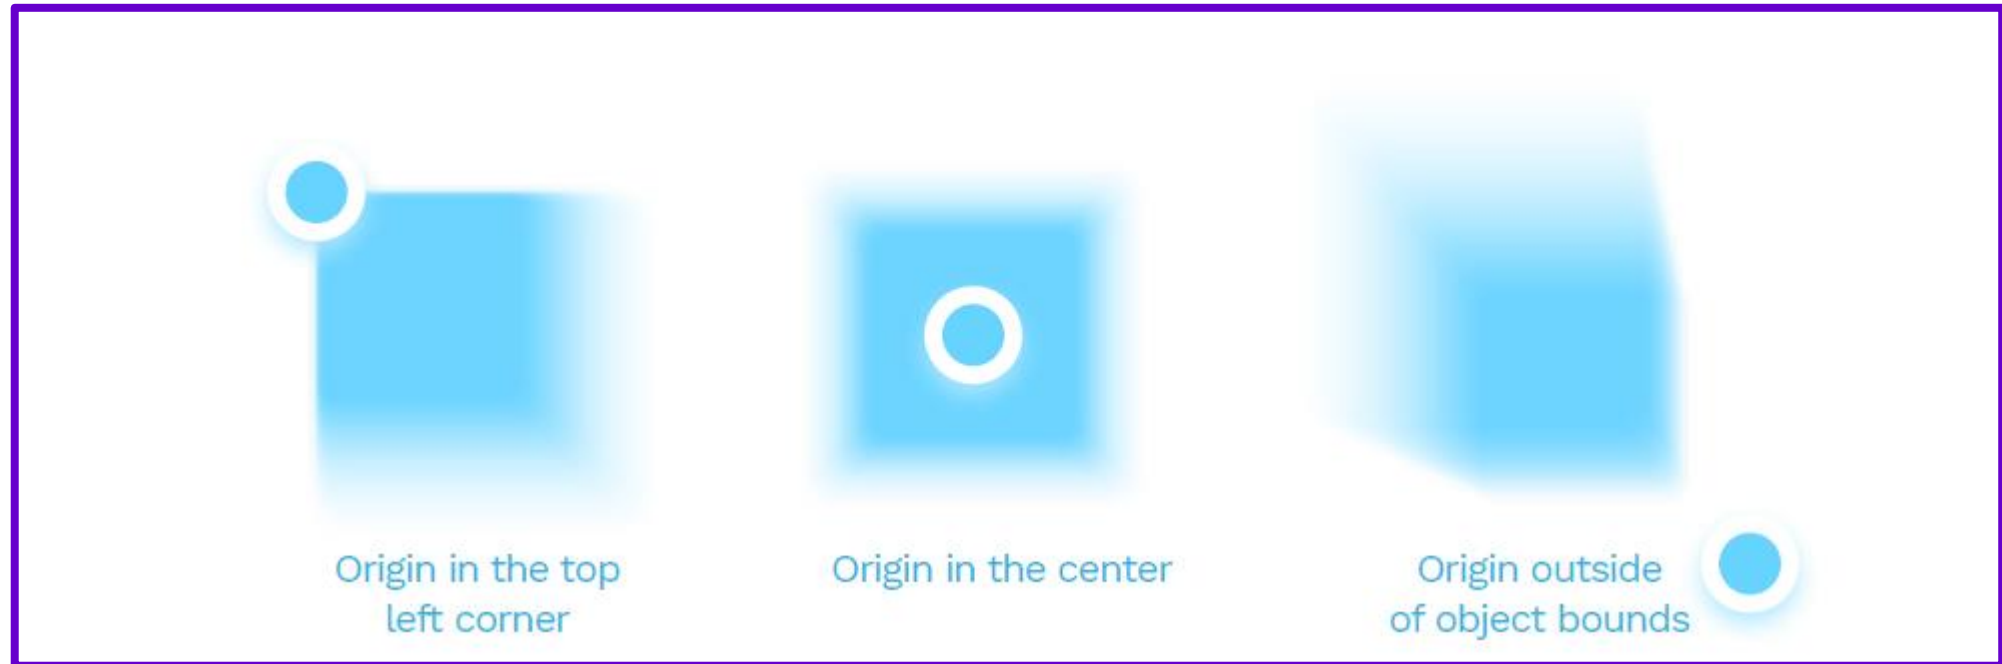 Origin in the top
left corner
Origin in the center
Origin outside
of object bounds